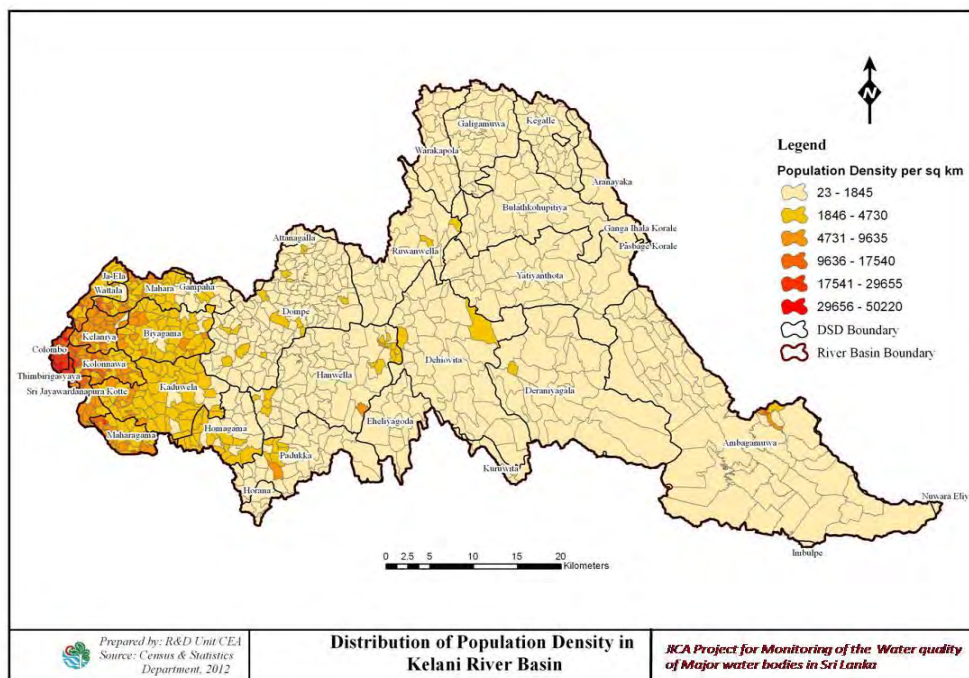 N
Legend
Population Density per sq km
23 - 1845
1846 - 4730
4731 - 9635
9636 - 17540
17541 - 29655
29656 - 50220
DSD Boundary
River Basin Boundary
Galigamuwa
Kegalle
Warakapola
Aranayaka
Bulathkohupitiya
Ganga Ihala Korale
Pasbage Korale
Attanagalla
Ruwanwella
Yatiyanthota
Ja-Ela
Mahara
Gampaha
Wattala
Dompe
Kelaniya
Biyagama
Colombo
Dehiovita
Kolonnawa
Hanwella
Thimbirigasyaya
Deraniyagala
Sri Jayawardanapura Kotte
Kaduwela
Eheliyagoda
Homagama
Maharagama
Ambagamuwa
Padukka
Kuruwita
Horana
Nuwara Eliy
Imbulpe
0 2.5 5 10 15 20
Kilometers
Prepared by: R&D Unit/CEA
Source: Census & Statistics
Department, 2012
Distribution of Population Density in
Kelani River Basin
JICA Project for Monitoring of the Water quality
of Major water bodies in Sri Lanka